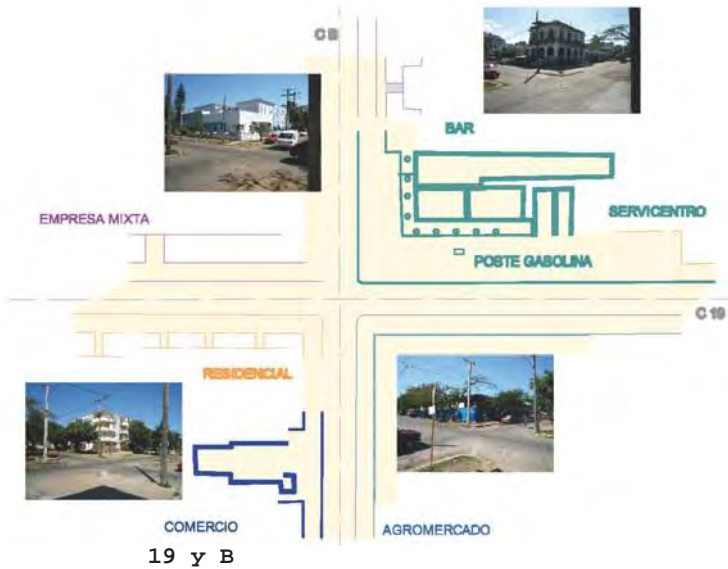 C B
BAR
EMPRESA MIXTA
SERVICENTRO
POSTE GASOLINA
C 19
RESIDENCIAL
COMERCIO
AGROMERCADO
19 y B